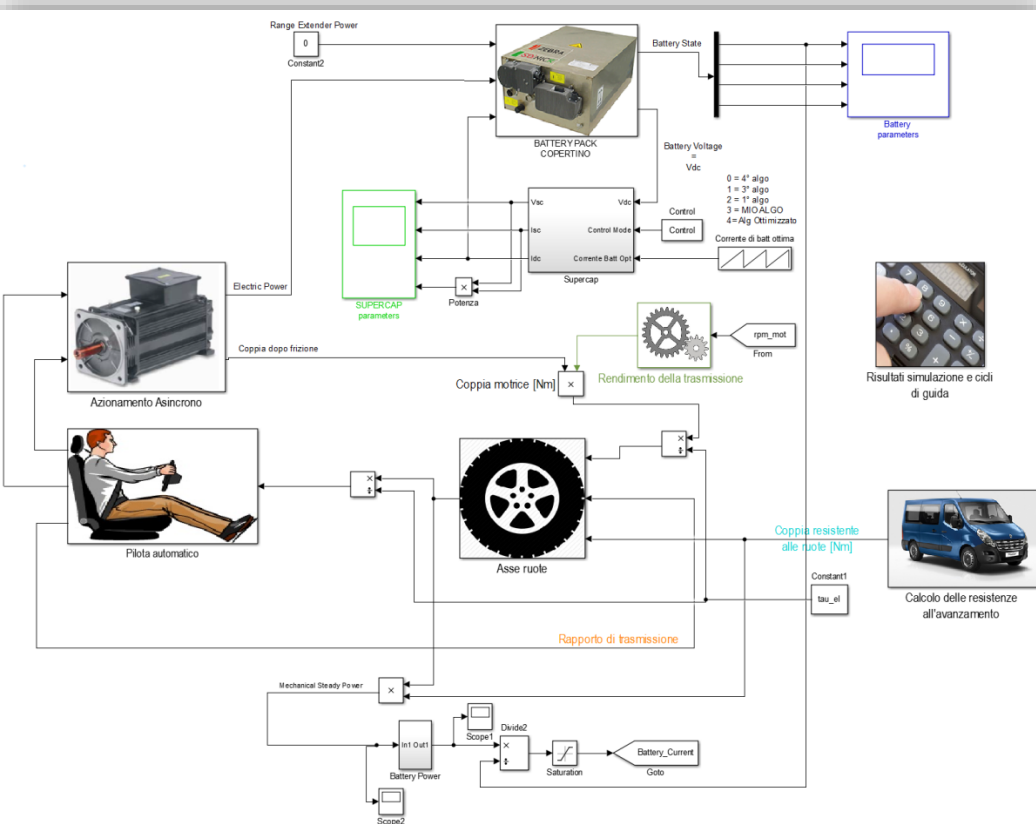 Range Extender Power
0
Constant2
ZEBRA
BATTERY PACK
COPERTINO
Battery State
Battery
parameters
Battery Voltage
=
Vdc
0 = 4° algo
1 = 3° algo
2 = 1° algo
3 = MIO ALGO
4= Alg Ottimizzato
Vsc
Isc
Idc
Vdc
Control Mode
Corrente Batt Opt
Supercap
Control
Control
Corrente di batt ottima
SUPERCAP
parameters
×
Potenza
Electric Power
Coppia dopo frizione
Azionamento Asincrono
Coppia motrice [Nm]
×
Rendimento della trasmissione
rpm_mot
From
Risultati simulazione e cicli
di guida
×
÷
Pilota automatico
×
÷
Asse ruote
Coppia resistente
alle ruote [Nm]
Constant1
tau_el
Calcolo delle resistenze
all'avanzamento
Rapporto di trasmissione
Mechanical Steady Power
×
In1 Out1
Battery Power
Scope1
Scope2
Divide2
×
÷
Saturation
Battery_Current
Goto